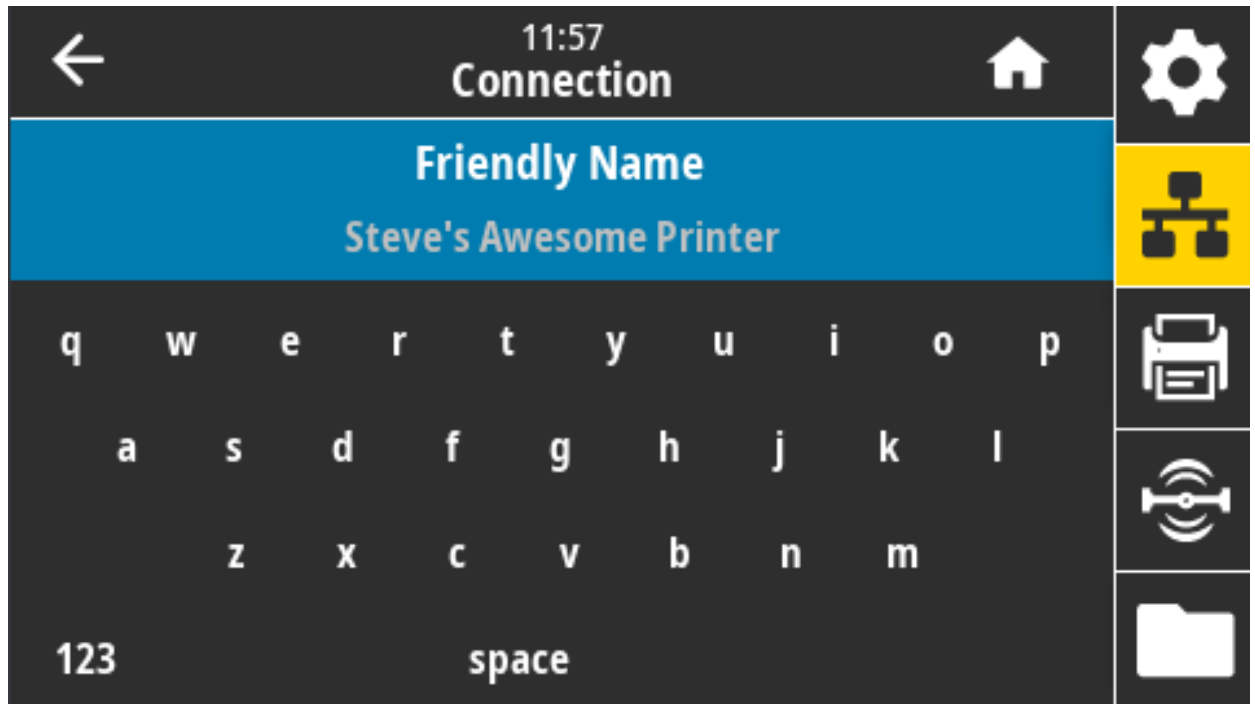 11:57
Connection
Friendly Name
Steve's Awesome Printer
q w e r t y u i o p
a s d f g h j k l
z x c v b n m
123 space